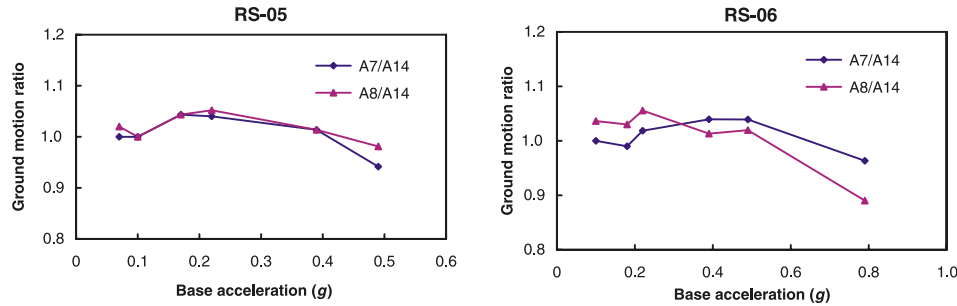 RS-05
1.2
1.1
1.0
0.9
0.8
0
0.1
0.2
0.3
0.4
0.5
0.6
Ground motion ratio
Base acceleration (g)
A7/A14
A8/A14
RS-06
1.2
1.1
1.0
0.9
0.8
0
0.2
0.4
0.6
0.8
1.0
Ground motion ratio
Base acceleration (g)
A7/A14
A8/A14